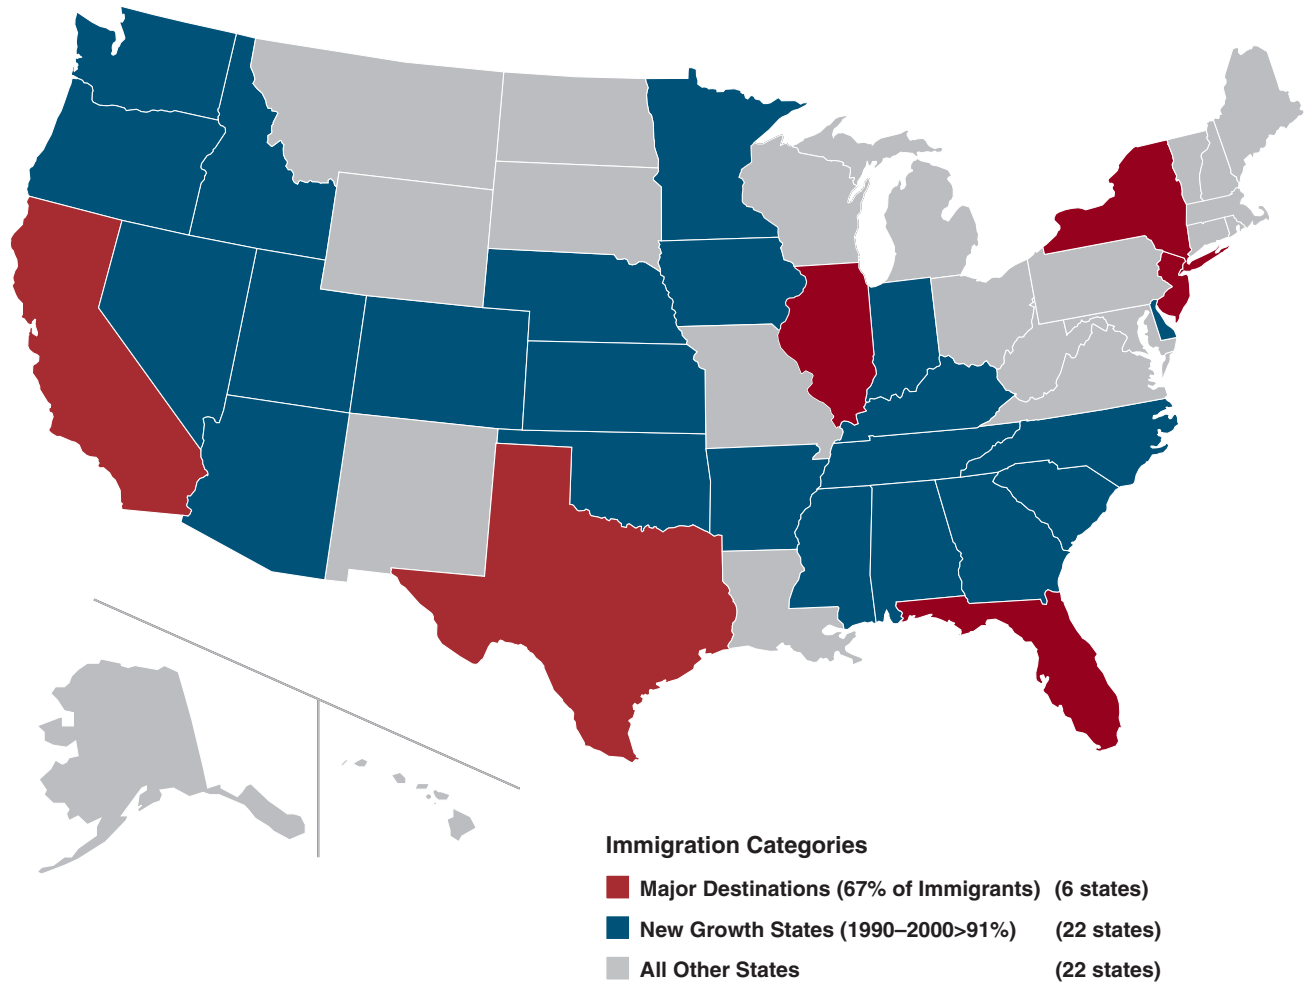 Immigration Categories
Major Destinations (67% of Immigrants) (6 states)
New Growth States (1990–2000>91%) (22 states)
All Other States (22 states)